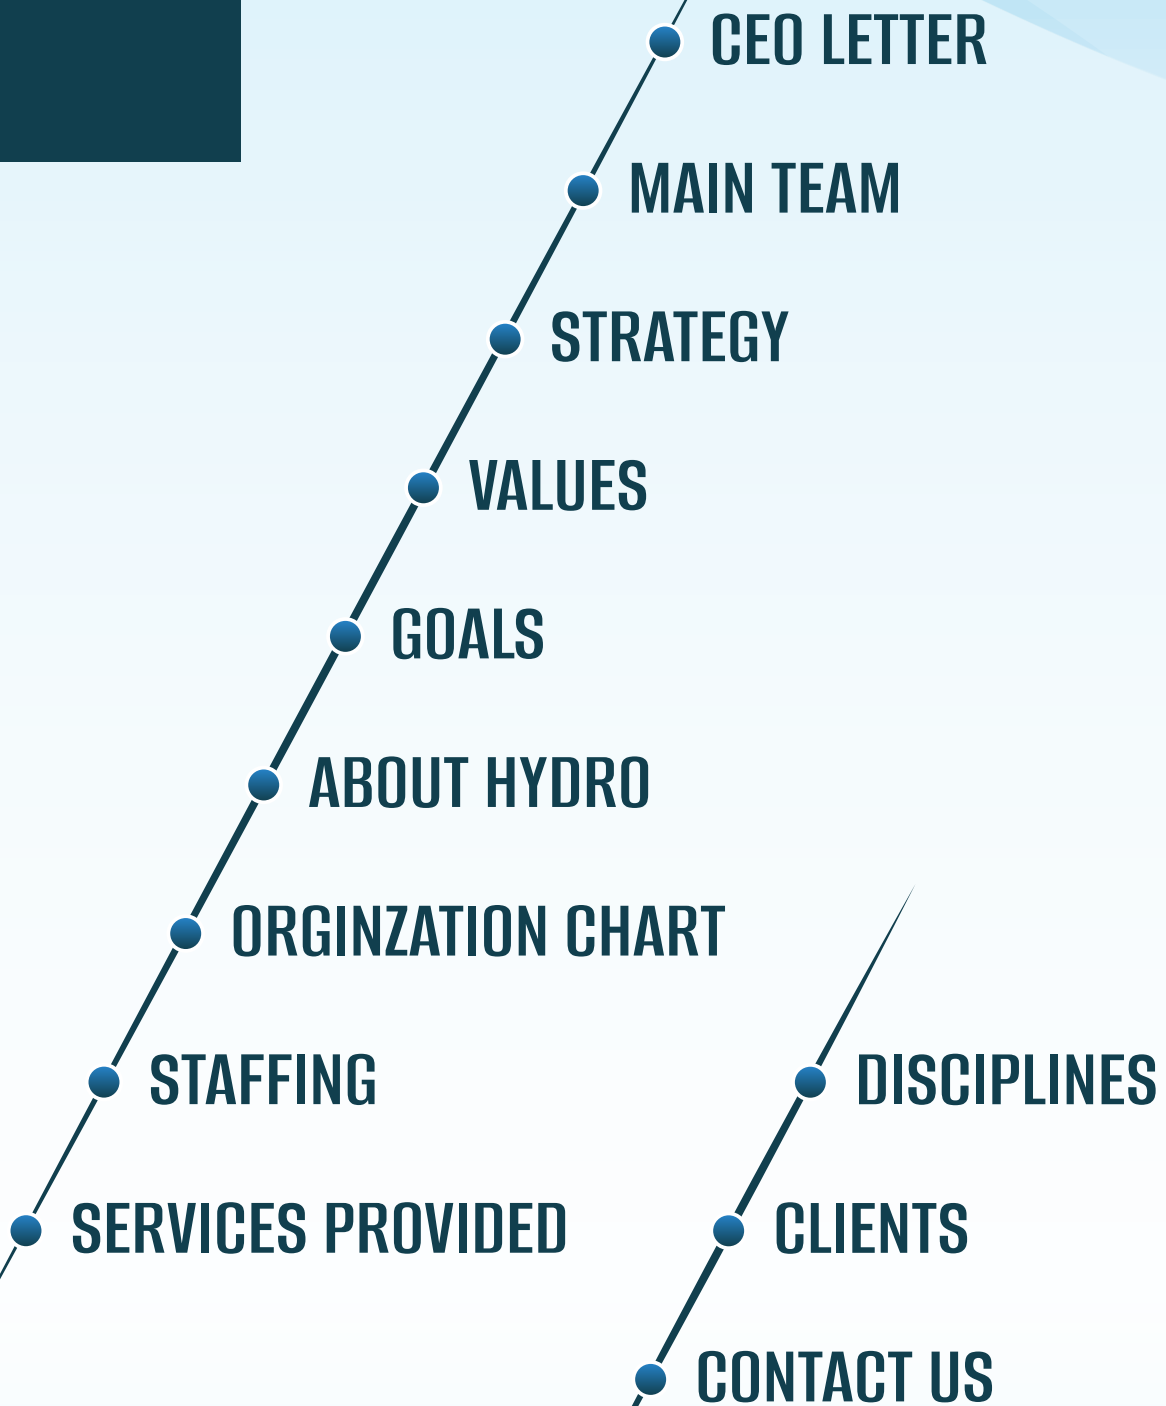 CEO LETTER
MAIN TEAM
STRATEGY
VALUES
GOALS
ABOUT HYDRO
ORGINZATION CHART
STAFFING
SERVICES PROVIDED
DISCIPLINES
CLIENTS
CONTACT US